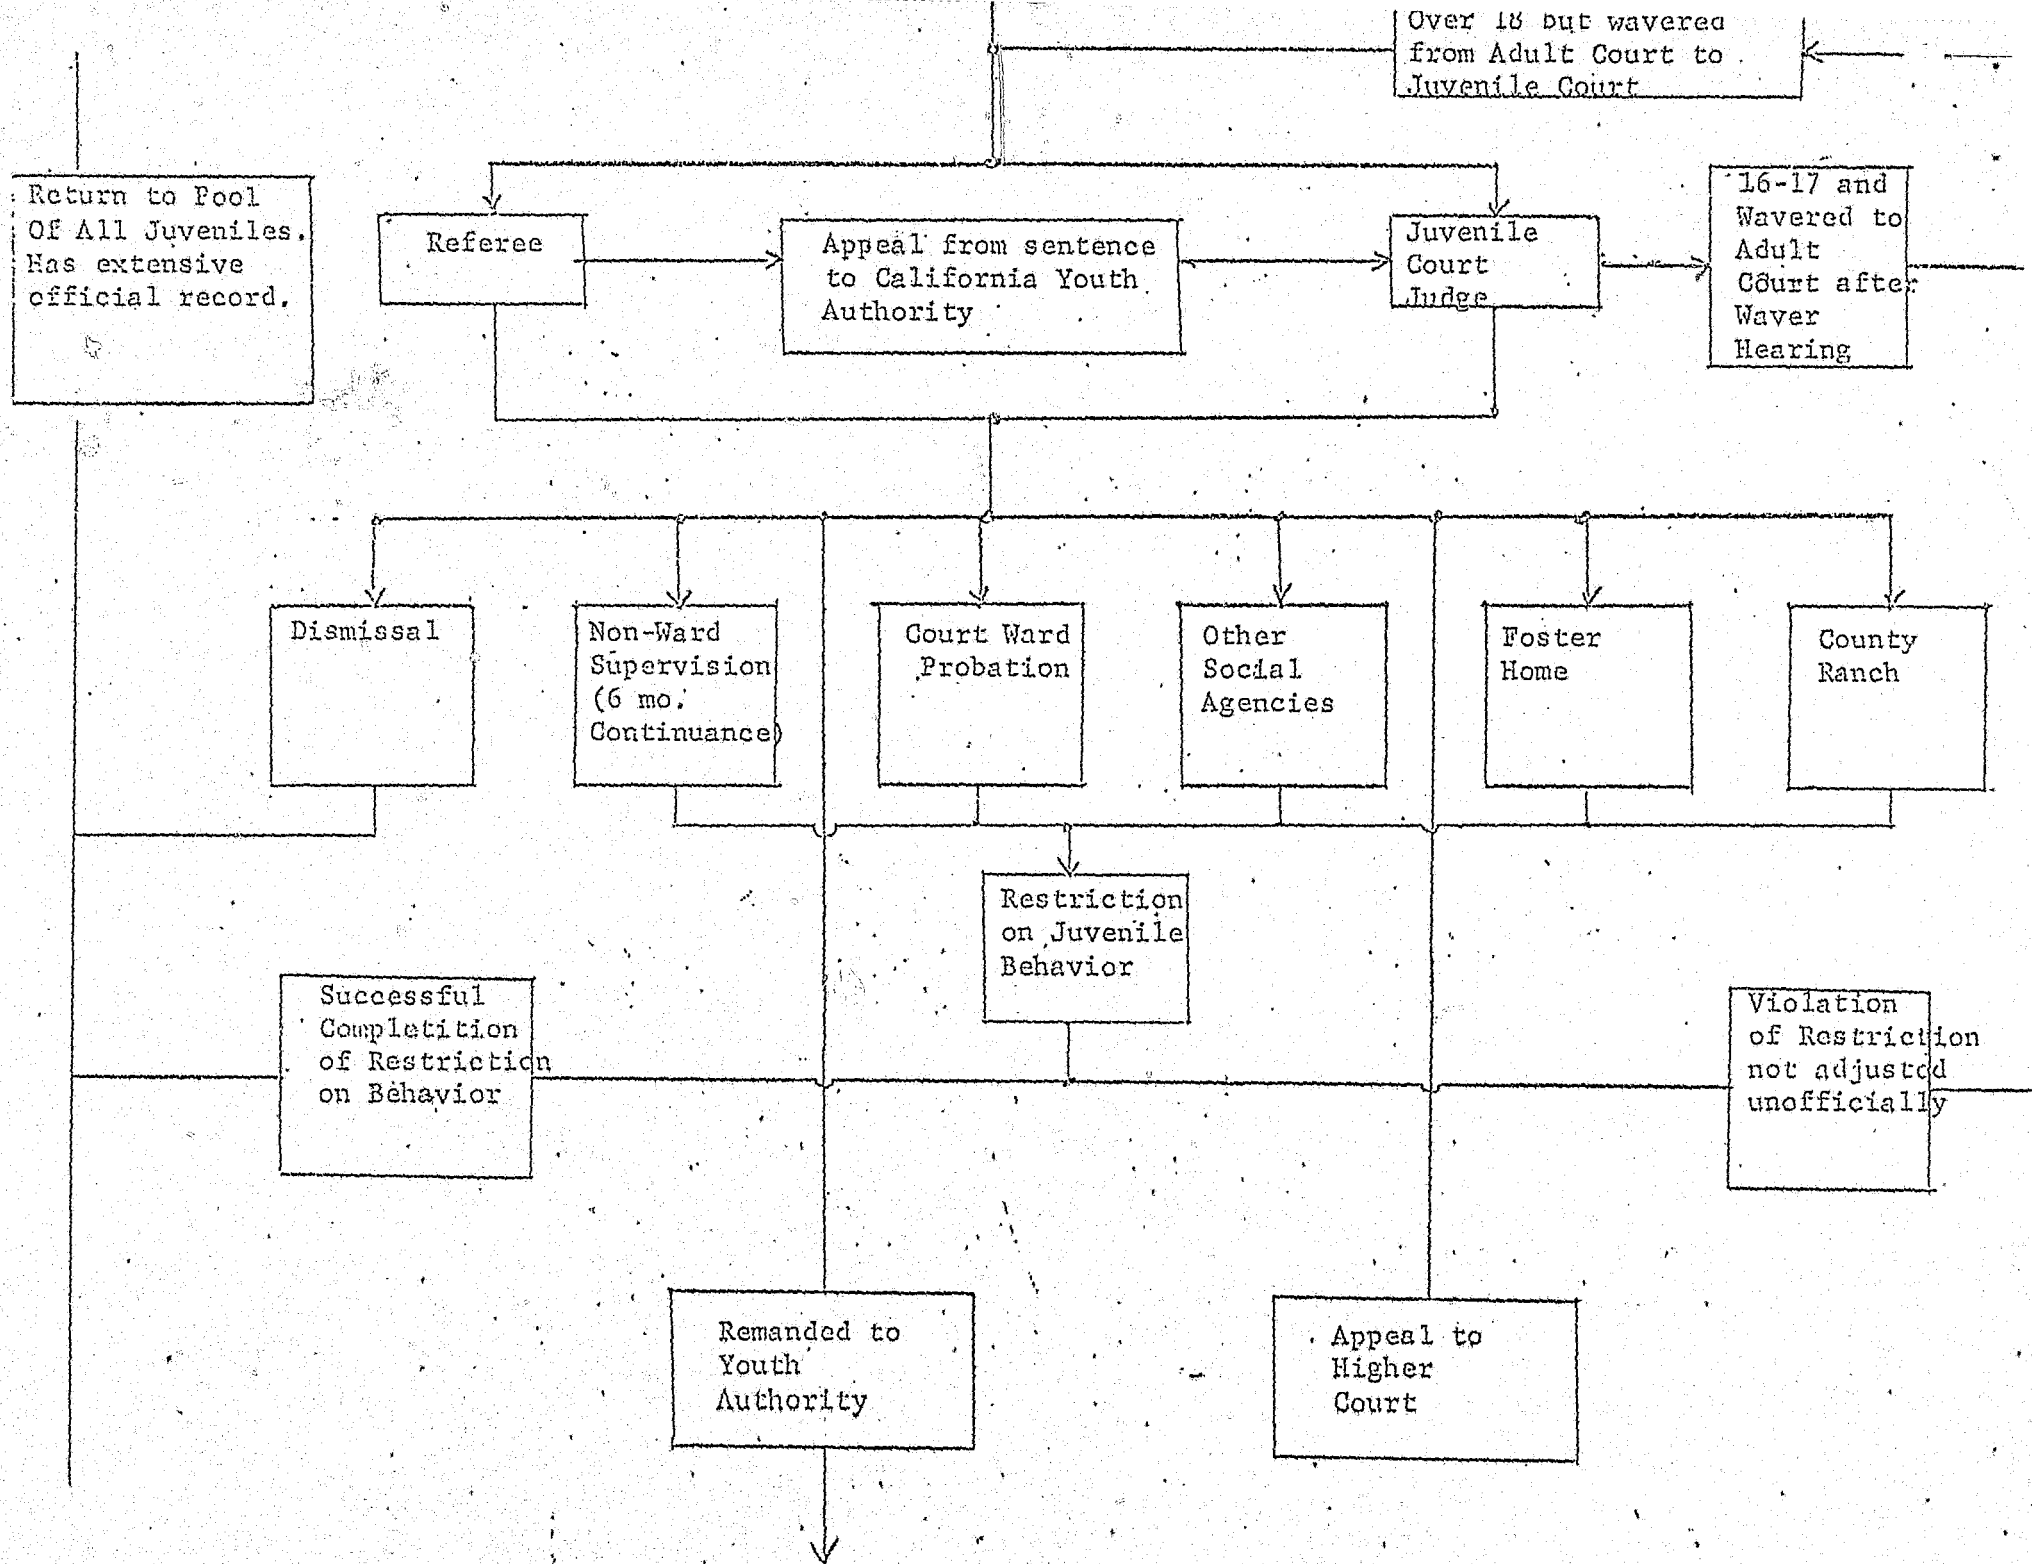 Over 18 but wavered
from Adult Court to
Juvenile Court
Return to Pool
Of All Juveniles.
Has extensive
official record.
Referee
Appeal from sentence
to California Youth
Authority
Juvenile
Court
Judge
16-17 and
Wavered to
Adult
Court after
Waver
Hearing
Dismissal
Non-Ward
Supervision
(6 mo.
Continuance)
Court Ward
Probation
Other
Social
Agencies
Foster
Home
County
Ranch
Restriction
on Juvenile
Behavior
Successful
Completition
of Restriction
on Behavior
Violation
of Restriction
not adjusted
unofficially
Remanded to
Youth
Authority
Appeal to
Higher
Court